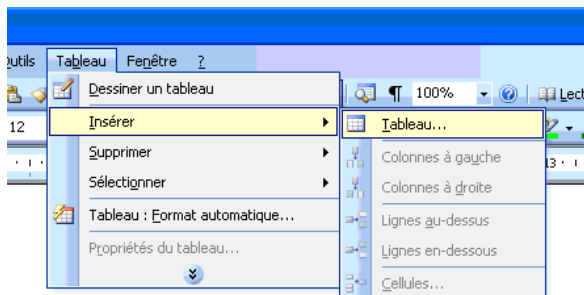 Outils Tableau Fenêtre ?
Dessiner un tableau
100%
Lect
12
Insérer
Tableau...
Supprimer
Colonnes à gauche
13
Sélectionner
Colonnes à droite
Tableau : Format automatique...
Lignes au-dessus
Propriétés du tableau...
Lignes en-dessous
Cellules...